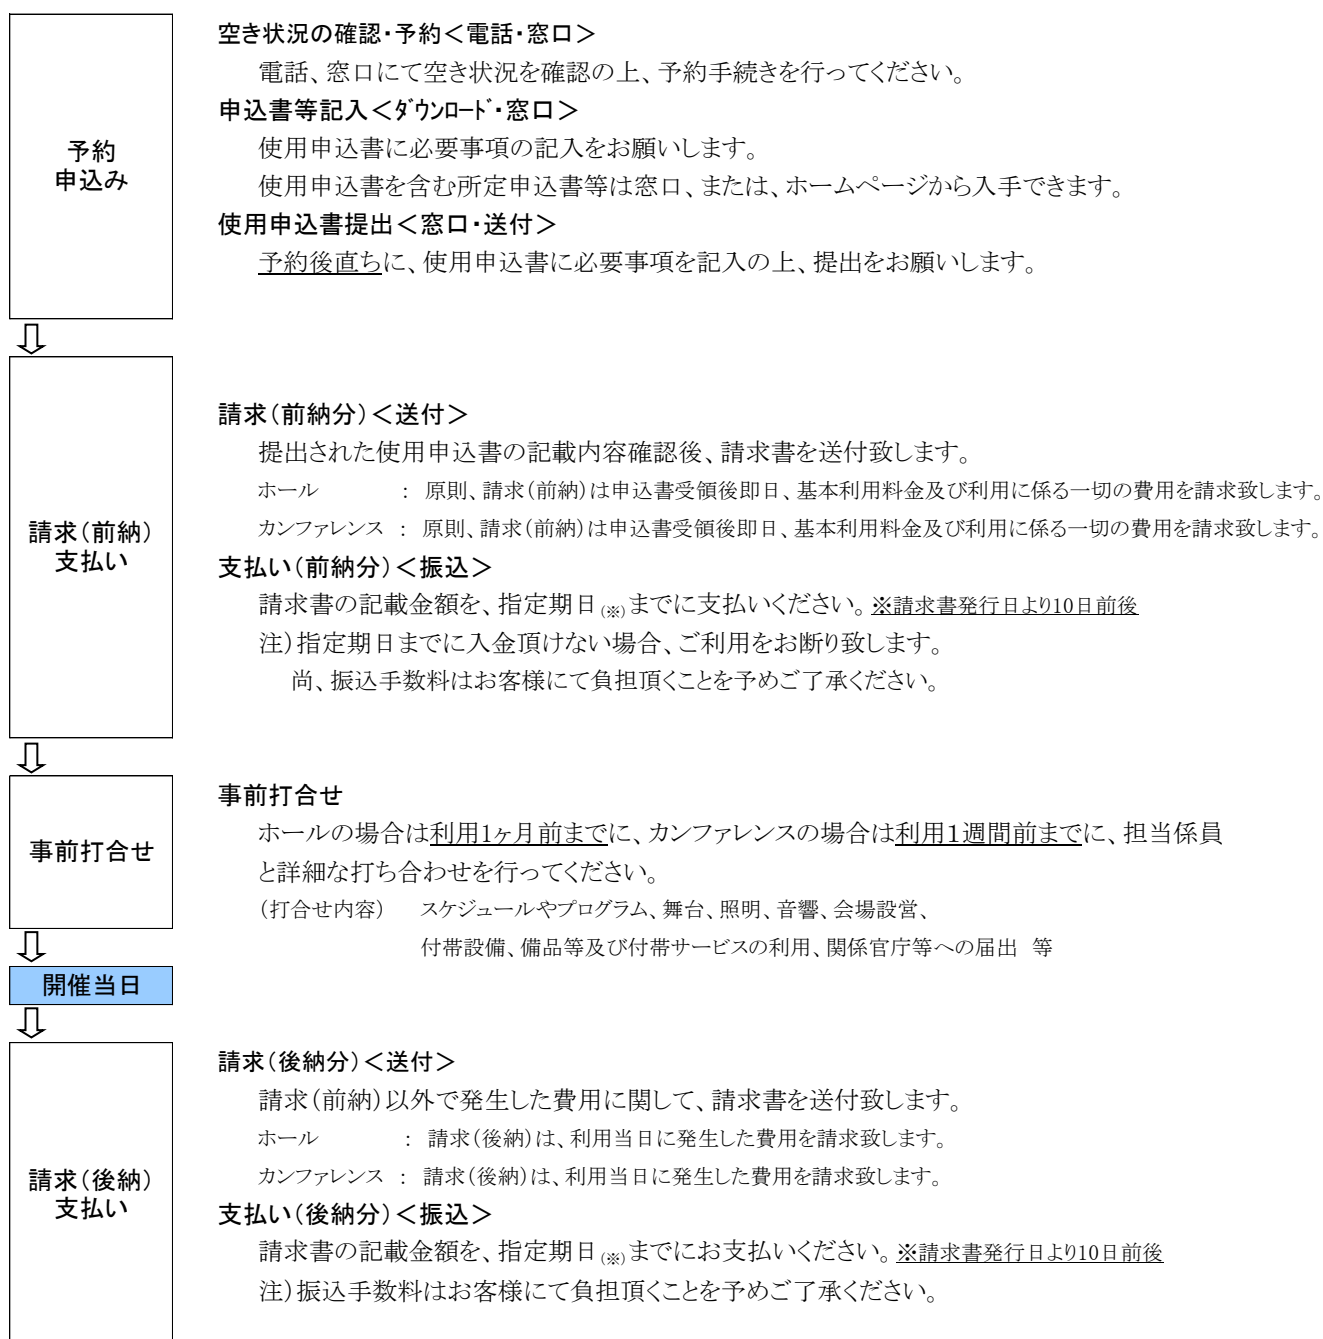 予約
申込み
空き状況の確認・予約＜電話・窓口＞
電話、窓口にて空き状況を確認の上、予約手続きを行ってください。
申込書等記入＜ﾀﾞｳﾝﾛｰﾄﾞ・窓口＞
使用申込書に必要事項の記入をお願いします。
使用申込書を含む所定申込書等は窓口、または、ホームページから入手できます。
使用申込書提出＜窓口・送付＞
予約後直ちに、使用申込書に必要事項を記入の上、提出をお願いします。
⇩
請求（前納）
支払い
請求（前納分）＜送付＞
提出された使用申込書の記載内容確認後、請求書を送付致します。
ホール　　　： 原則、請求（前納）は申込書受領後即日、基本利用料金及び利用に係る一切の費用を請求致します。
カンファレンス ： 原則、請求（前納）は申込書受領後即日、基本利用料金及び利用に係る一切の費用を請求致します。
支払い（前納分）＜振込＞
請求書の記載金額を、指定期日(※)までに支払いください。※請求書発行日より10日前後
注）指定期日までに入金頂けない場合、ご利用をお断り致します。
尚、振込手数料はお客様にて負担頂くことを予めご了承ください。
⇩
事前打合せ
事前打合せ
ホールの場合は利用1ヶ月前までに、カンファレンスの場合は利用１週間前までに、担当係員
と詳細な打ち合わせを行ってください。
（打合せ内容）　スケジュールやプログラム、舞台、照明、音響、会場設営、
付帯設備、備品等及び付帯サービスの利用、関係官庁等への届出　等
⇩
開催当日
⇩
請求（後納）
支払い
請求（後納分）＜送付＞
請求（前納）以外で発生した費用に関して、請求書を送付致します。
ホール　　　： 請求（後納）は、利用当日に発生した費用を請求致します。
カンファレンス ： 請求（後納）は、利用当日に発生した費用を請求致します。
支払い（後納分）＜振込＞
請求書の記載金額を、指定期日(※)までにお支払いください。※請求書発行日より10日前後
注）振込手数料はお客様にて負担頂くことを予めご了承ください。